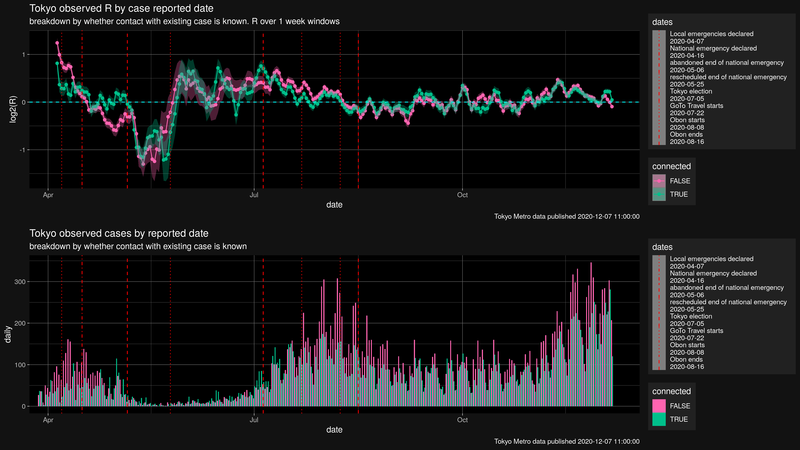 Tokyo observed R by case reported date
breakdown by whether contact with existing case is known. R over 1 week windows
log2(R)
1
0
-1
Apr
Jul
Oct
date
Tokyo Metro data published 2020-12-07 11:00:00
dates
Local emergencies declared
2020-04-07
National emergency declared
2020-04-16
abandoned end of national emergency
2020-05-06
rescheduled end of national emergency
2020-05-25
Tokyo election
2020-07-05
GoTo Travel starts
2020-07-22
Obon starts
2020-08-08
Obon ends
2020-08-16
connected
FALSE
TRUE
Tokyo observed cases by reported date
breakdown by whether contact with existing case is known
daily
300
200
100
0
Apr
Jul
Oct
date
Tokyo Metro data published 2020-12-07 11:00:00
dates
Local emergencies declared
2020-04-07
National emergency declared
2020-04-16
abandoned end of national emergency
2020-05-06
rescheduled end of national emergency
2020-05-25
Tokyo election
2020-07-05
GoTo Travel starts
2020-07-22
Obon starts
2020-08-08
Obon ends
2020-08-16
connected
FALSE
TRUE